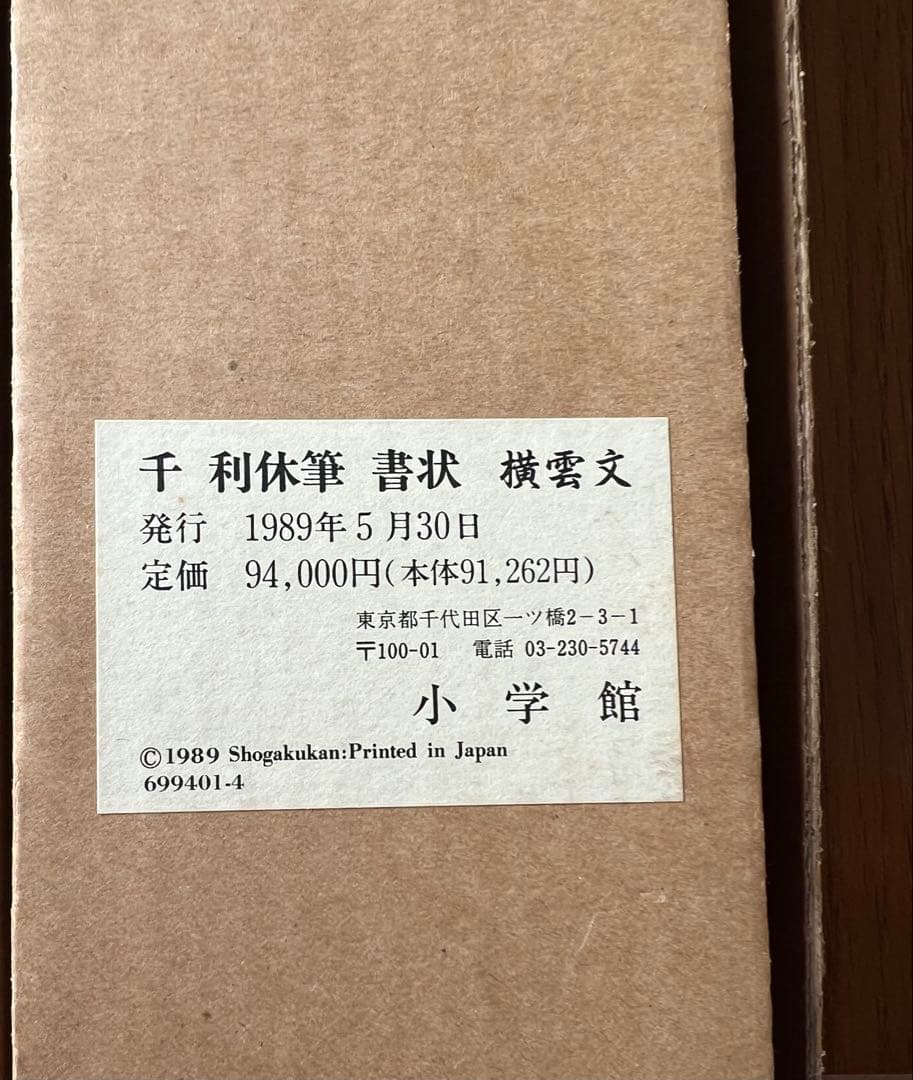 千 利休筆 書状 横雲文
発行 1989年5月30日
定価 94,000円(本体91,262円)
東京都千代田区一ツ橋2-3-1
〒100-01 電話 03-230-5744
小学館
©1989 Shogakukan:Printed in Japan
699401-4